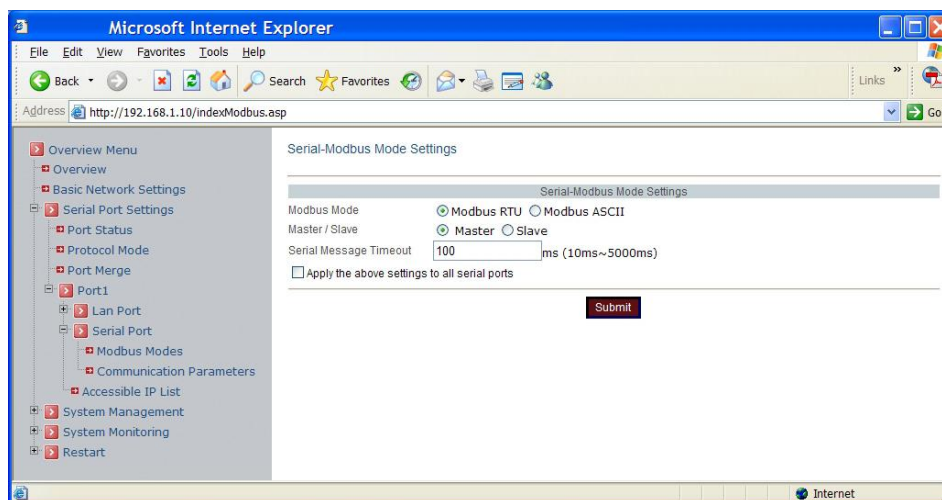 Microsoft Internet Explorer
File Edit View Favorites Tools Help
Back Search Favorites Links »
Address http://192.168.1.10/indexModbus.asp Go
Overview Menu
Overview
Basic Network Settings
Serial Port Settings
Port Status
Protocol Mode
Port Merge
Port1
Lan Port
Serial Port
Modbus Modes
Communication Parameters
Accessible IP List
System Management
System Monitoring
Restart
Serial-Modbus Mode Settings
Serial-Modbus Mode Settings
Modbus Mode Modbus RTU Modbus ASCII
Master / Slave Master Slave
Serial Message Timeout 100 ms (10ms~5000ms)
Apply the above settings to all serial ports
Submit
Internet